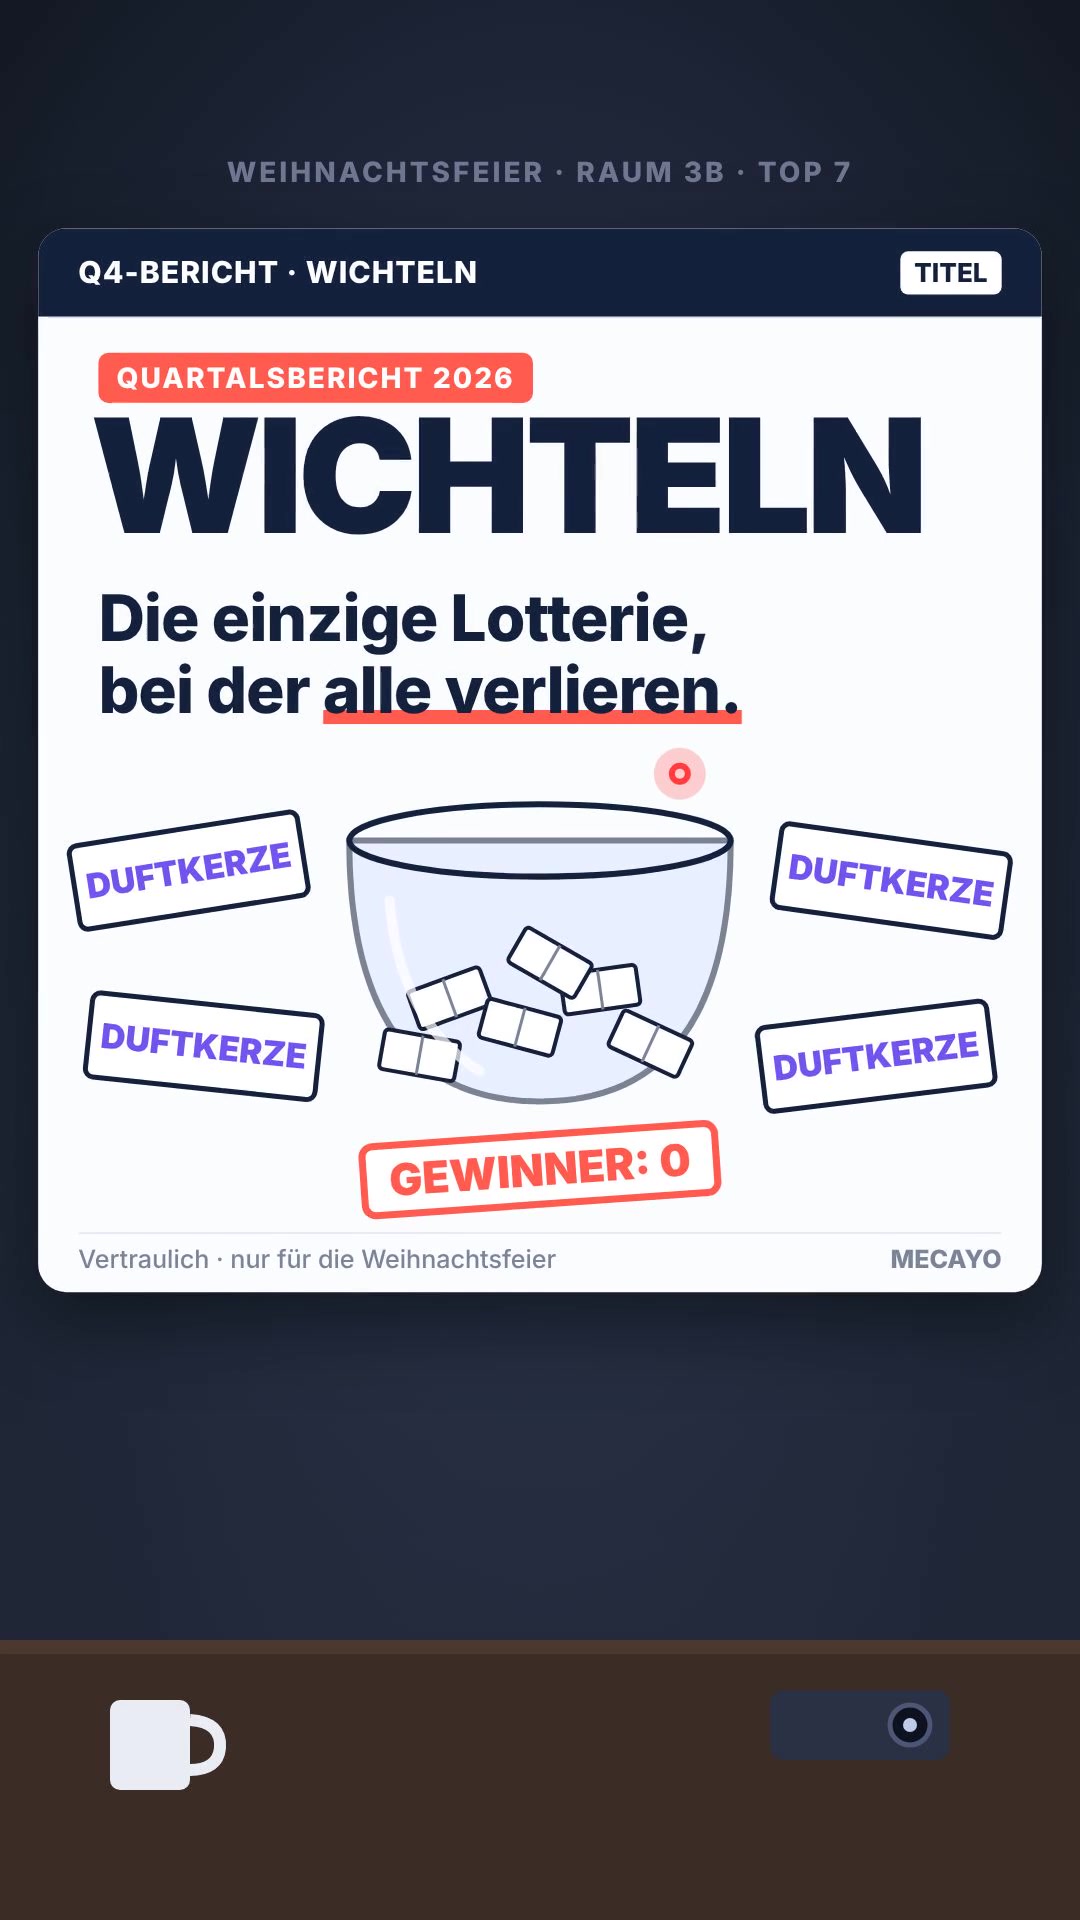 WEIHNACHTSFEIER · RAUM 3B · TOP 7
Q4-BERICHT · WICHTELN
TITEL
QUARTALSBERICHT 2026
WICHTELN
Die einzige Lotterie,
bei der alle verlieren.
DUFTKERZE
DUFTKERZE
DUFTKERZE
DUFTKERZE
GEWINNER: 0
Vertraulich · nur für die Weihnachtsfeier
MECAYO